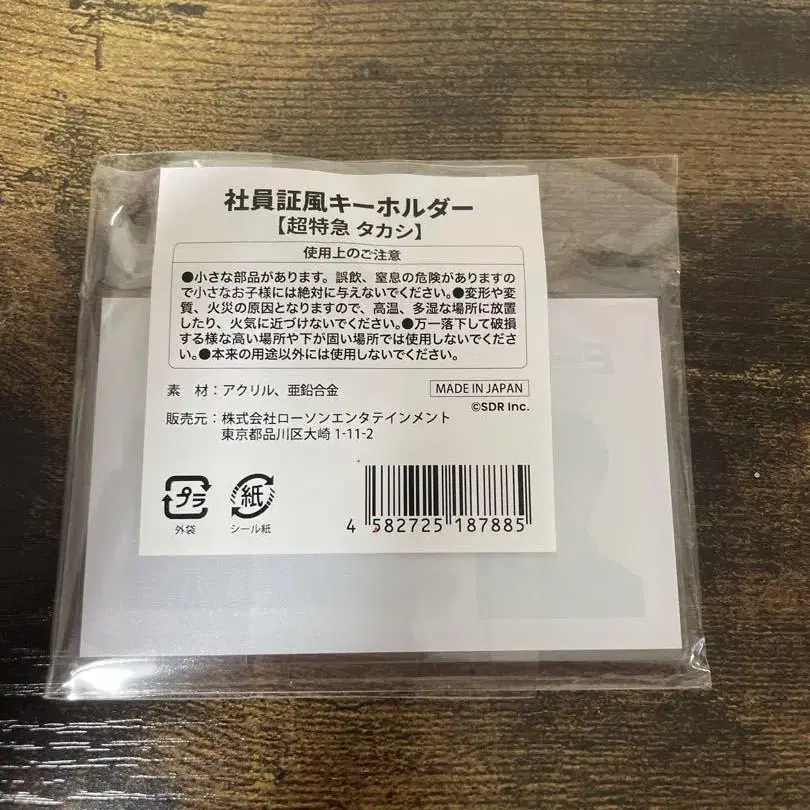 社員証風キーホルダー
【超特急 タカシ】
使用上のご注意
●小さな部品があります。誤飲、窒息の危険がありますの
で小さなお子様には絶対に与えないでください。●変形や変
質、火災の原因となりますので、高温、多湿な場所に放置
したり、火気に近づけないでください。●万一落下して破損
する様な高い場所や下が固い場所では使用しないでくださ
い。●本来の用途以外には使用しないでください。
素 材：アクリル、亜鉛合金
MADE IN JAPAN
©SDR Inc.
販売元：株式会社ローソンエンタテインメント
東京都品川区大崎 1-11-2
プラ
外袋
紙
シール紙
4 582725 187885